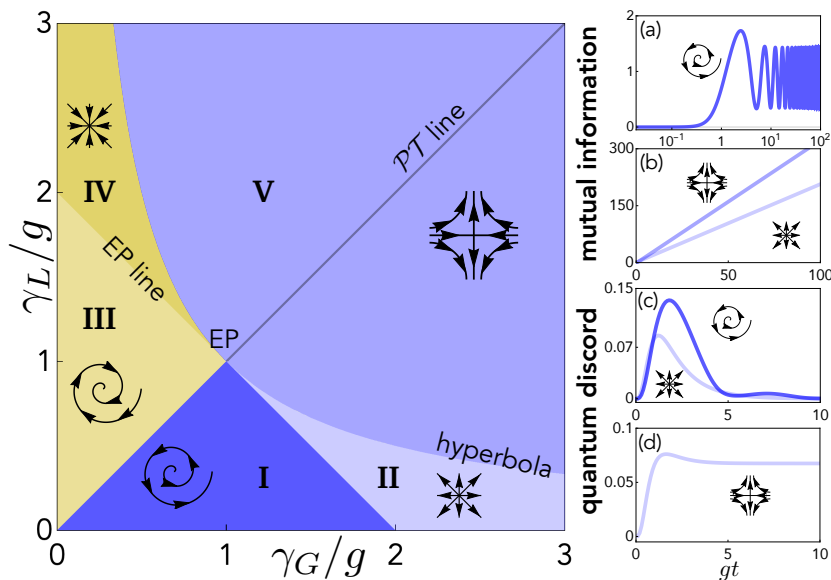 3
2
1
0
γ_L/g
IV
V
PT line
EP line
III
EP
hyperbola
I
II
0
1
2
3
γ_G/g
mutual information
(a)
2
1
0
10⁻¹
1
10
10²
(b)
300
150
0
0
50
100
quantum discord
(c)
0.15
0.07
0
0
5
10
(d)
0.10
0.05
0
0
5
10
gt